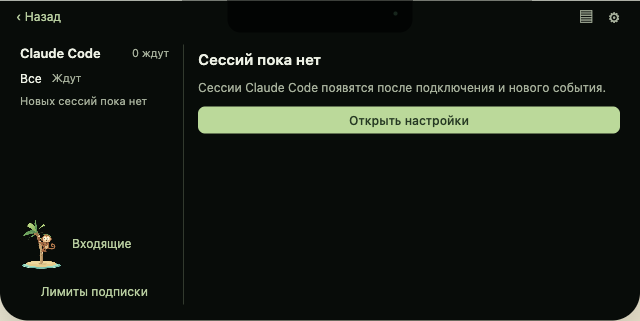 ‹ Назад
Claude Code
0 ждут
Все
Ждут
Новых сессий пока нет
Входящие
Лимиты подписки
Сессий пока нет
Сессии Claude Code появятся после подключения и нового события.
Открыть настройки